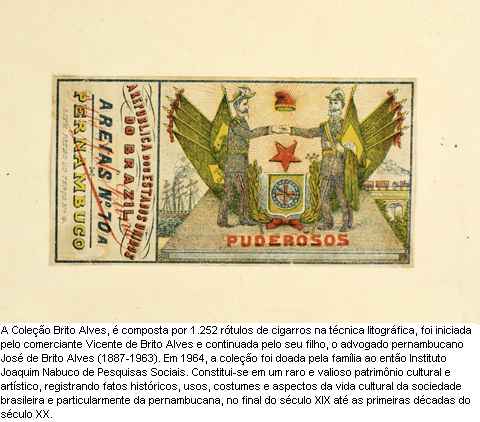 A REPUBLICA DOS ESTADOS UNIDOS
DO BRAZIL
AREIAS Nº 70A
PERNAMBUCO
PUDEROSOS
A Coleção Brito Alves, é composta por 1.252 rótulos de cigarros na técnica litográfica, foi iniciada
pelo comerciante Vicente de Brito Alves e continuada pelo seu filho, o advogado pernambucano
José de Brito Alves (1887-1963). Em 1964, a coleção foi doada pela família ao então Instituto
Joaquim Nabuco de Pesquisas Sociais. Constitui-se em um raro e valioso patrimônio cultural e
artístico, registrando fatos históricos, usos, costumes e aspectos da vida cultural da sociedade
brasileira e particularmente da pernambucana, no final do século XIX até as primeiras décadas do
século XX.